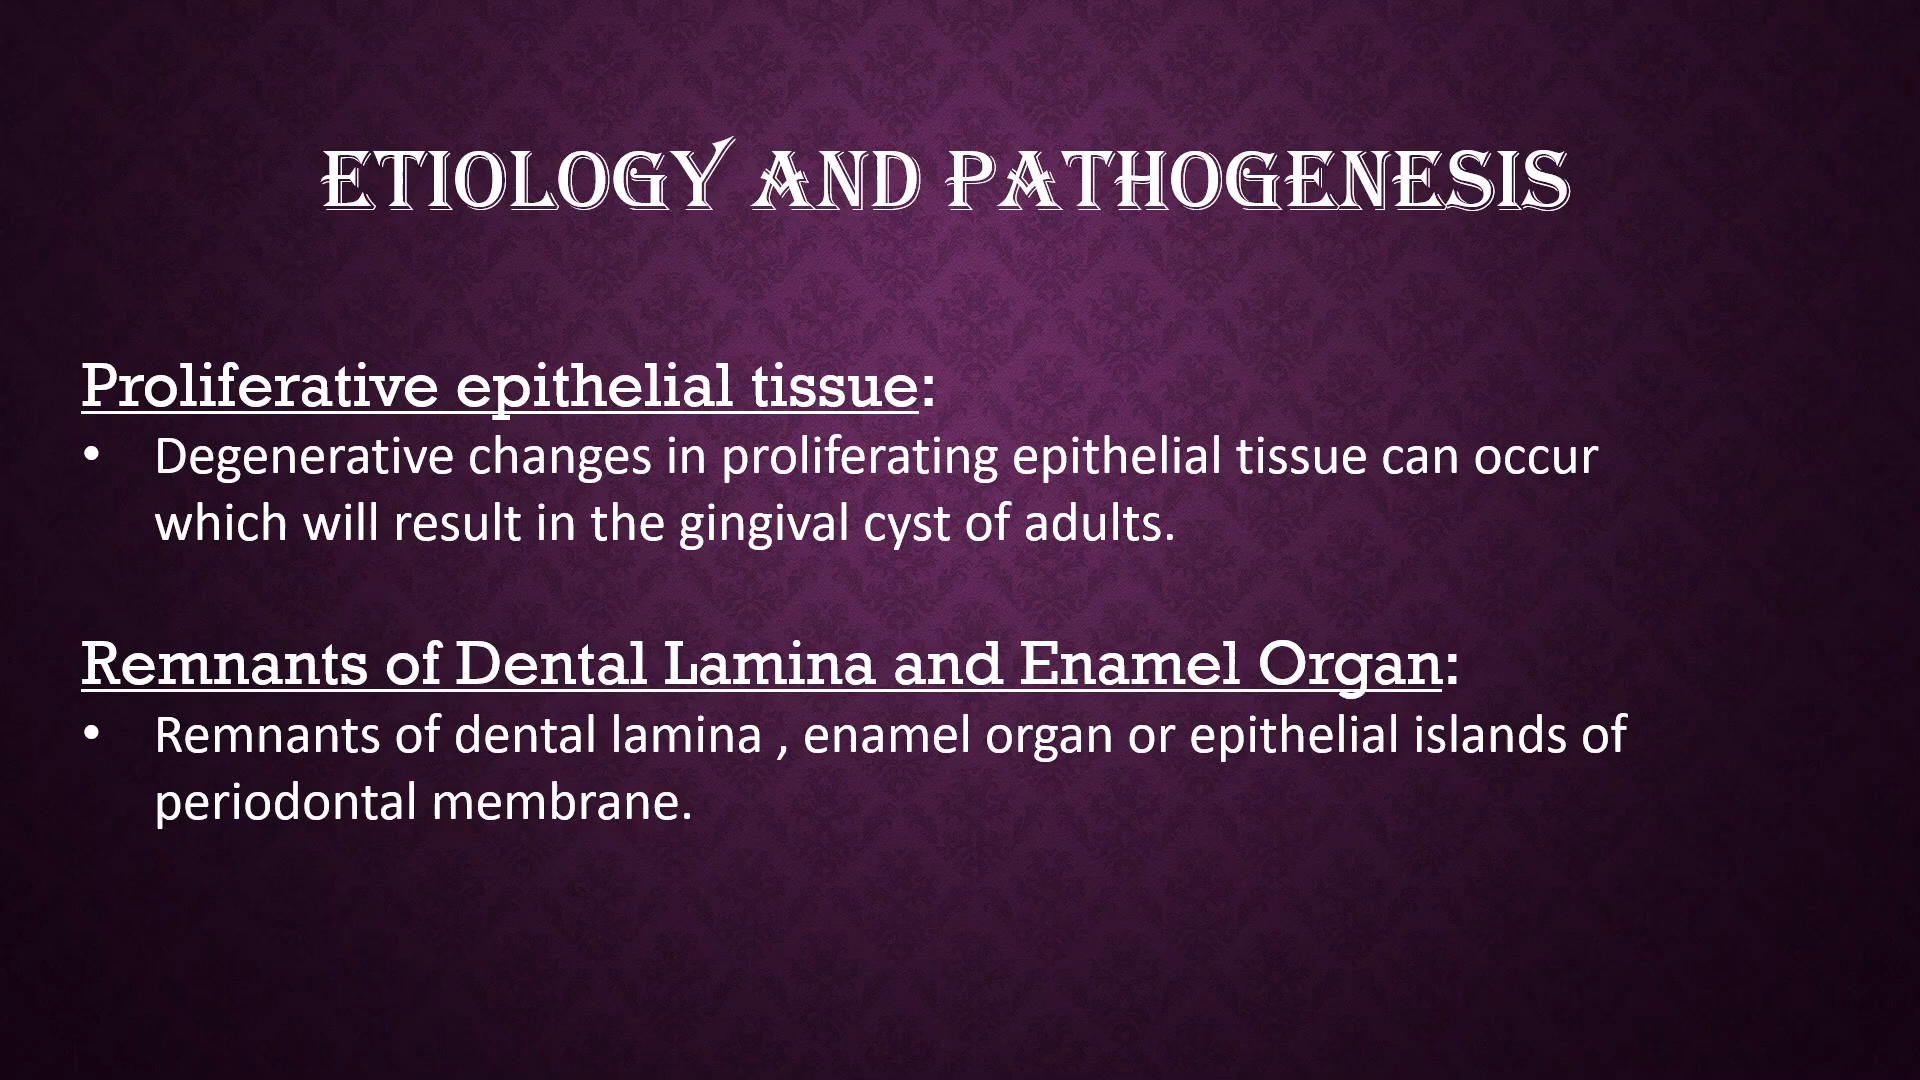 ETIOLOGY AND PATHOGENESIS
Proliferative epithelial tissue:
• Degenerative changes in proliferating epithelial tissue can occur
which will result in the gingival cyst of adults.
Remnants of Dental Lamina and Enamel Organ:
• Remnants of dental lamina , enamel organ or epithelial islands of
periodontal membrane.